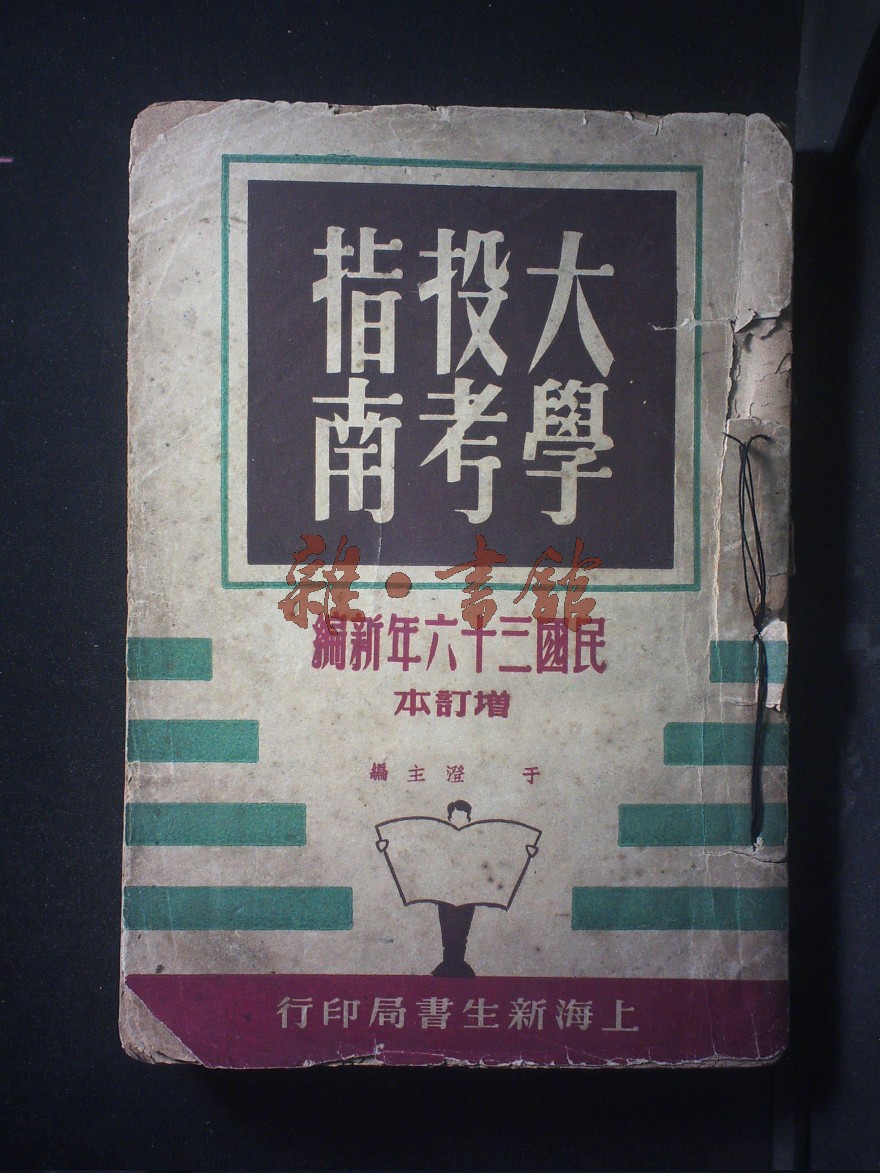 大學
投考
指南
雜·書館
民國三十六年新編
增訂本
于澄主編
上海新生書局印行